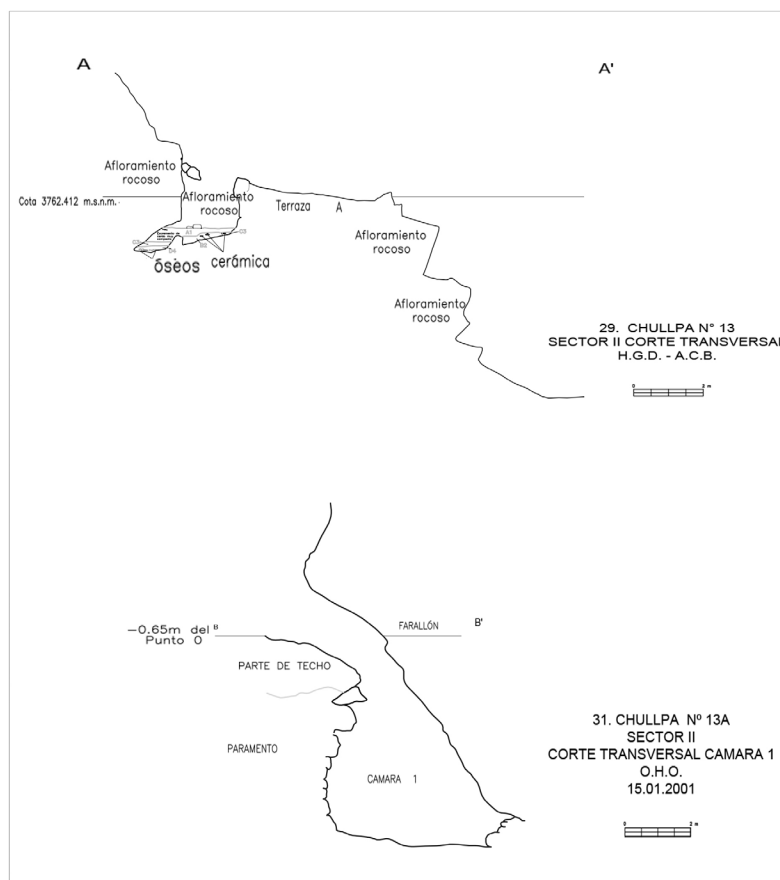 A
A'
Afloramiento
rocoso
Cota 3762.412 m.s.n.m.
Afloramiento
rocoso
Terraza
A
Afloramiento
rocoso
A1
óseos
cerámica
Afloramiento
rocoso
29. CHULLPA N° 13
SECTOR II CORTE TRANSVERSAL
H.G.D. - A.C.B.
0 2 m
−0.65m del
Punto 0
B
FARALLÓN
B'
PARTE DE TECHO
PARAMENTO
CAMARA 1
31. CHULLPA Nº 13A
SECTOR II
CORTE TRANSVERSAL CAMARA 1
O.H.O.
15.01.2001
0 2 m